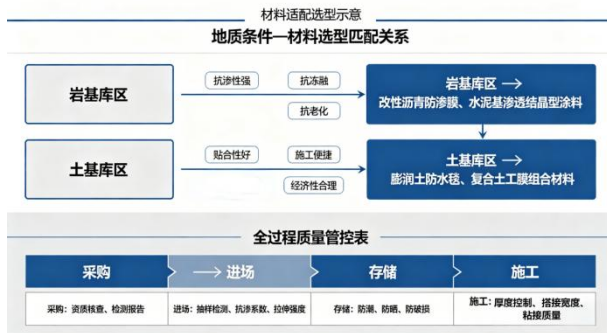 材料适配选型示意
地质条件—材料选型匹配关系
岩基库区
抗渗性强
抗冻融
抗老化
岩基库区 →
改性沥青防渗膜、水泥基渗透结晶型涂料
土基库区
贴合性好
施工便捷
经济性合理
土基库区 →
膨润土防水毯、复合土工膜组合材料
全过程质量管控表
采购
→ 进场
存储
施工
采购：资质核查、检测报告
进场：抽样检测、抗渗系数、拉伸强度
存储：防潮、防晒、防破损
施工：厚度控制、搭接宽度、
粘接质量